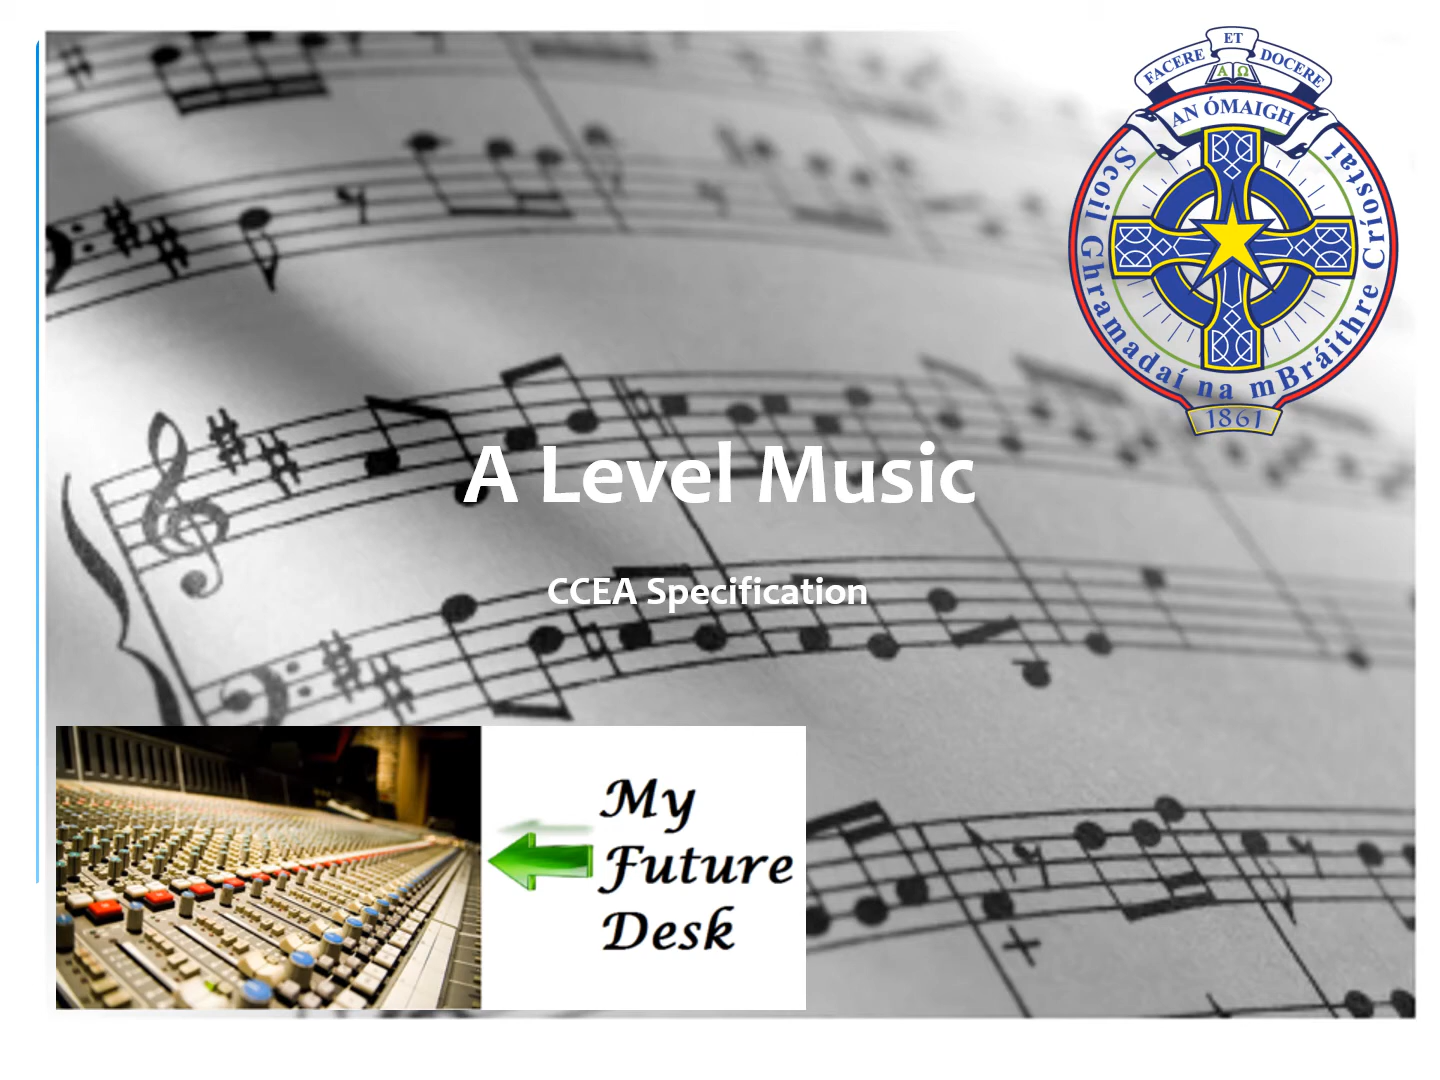 FACERE ET DOCERE
Α Ω
AN ÓMAIGH
Scoil Ghramadaí na mBráithre Críostaí
1861
A Level Music
CCEA Specification
My
Future
Desk